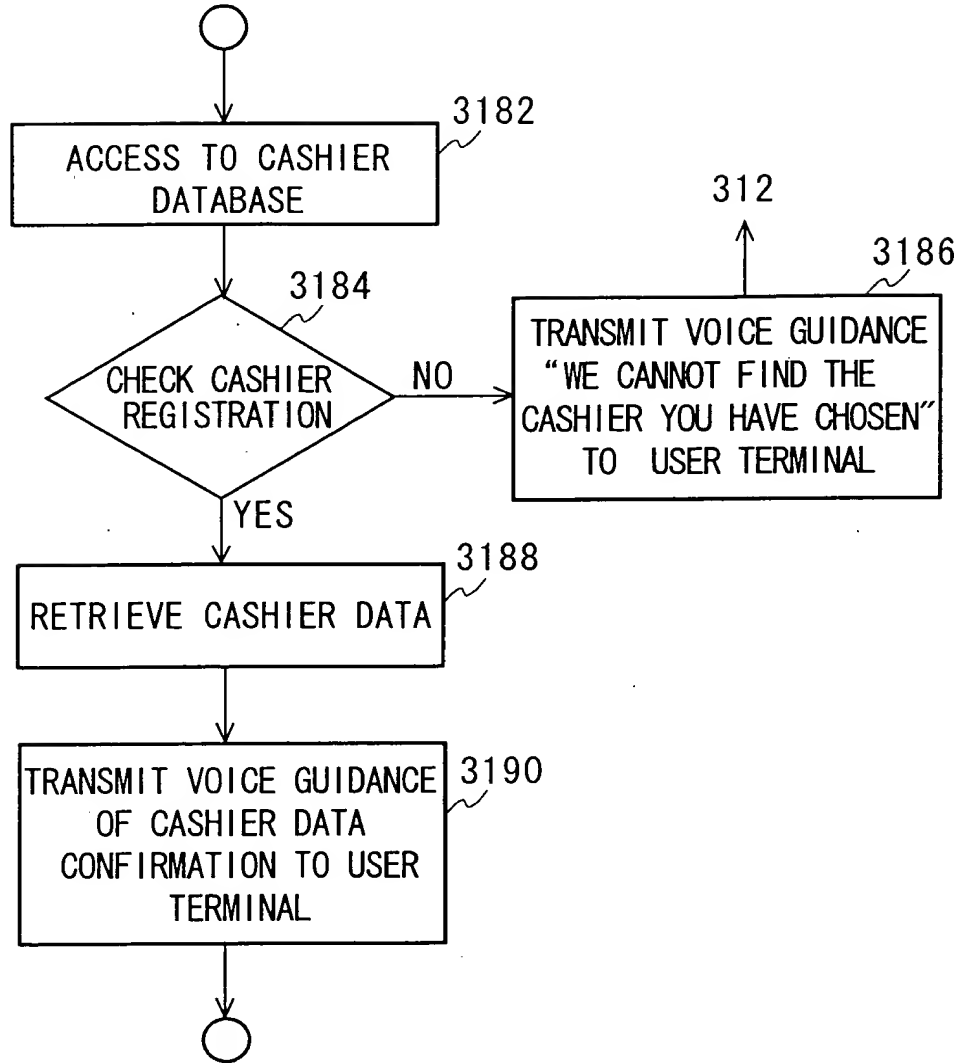 3182
ACCESS TO CASHIER
DATABASE
3184
CHECK CASHIER
REGISTRATION
NO
312
3186
TRANSMIT VOICE GUIDANCE
“WE CANNOT FIND THE
CASHIER YOU HAVE CHOSEN”
TO USER TERMINAL
YES
3188
RETRIEVE CASHIER DATA
3190
TRANSMIT VOICE GUIDANCE
OF CASHIER DATA
CONFIRMATION TO USER
TERMINAL